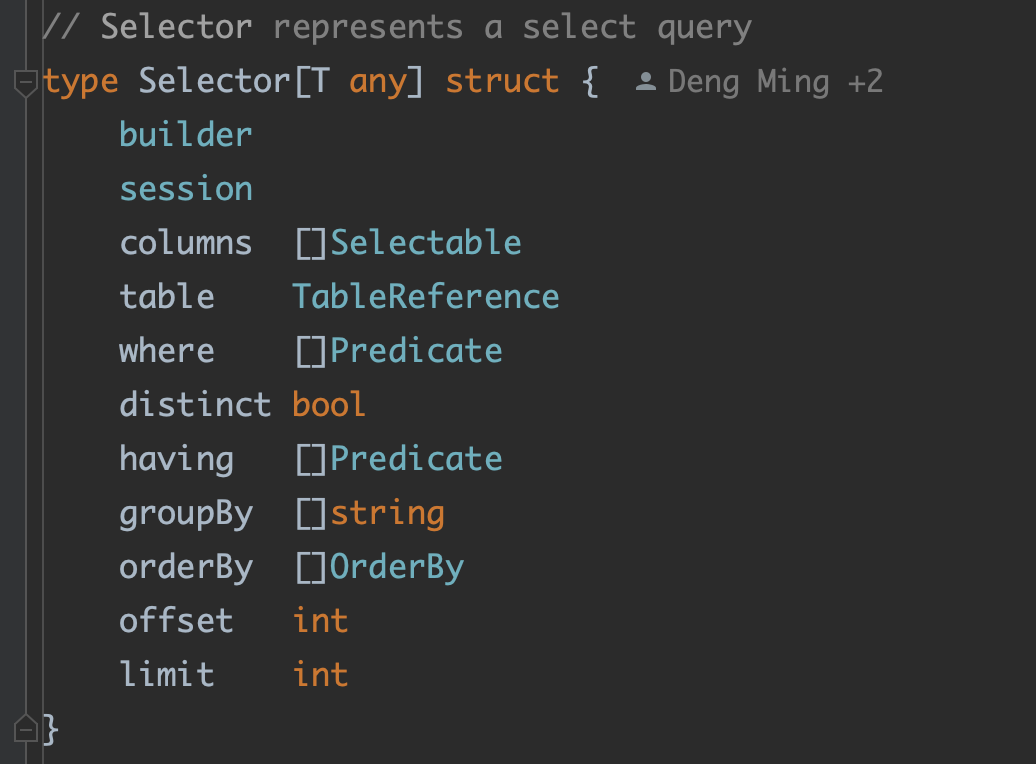 // Selector represents a select query
type Selector[T any] struct { Deng Ming +2
builder
session
columns []Selectable
table TableReference
where []Predicate
distinct bool
having []Predicate
groupBy []string
orderBy []OrderBy
offset int
limit int
}